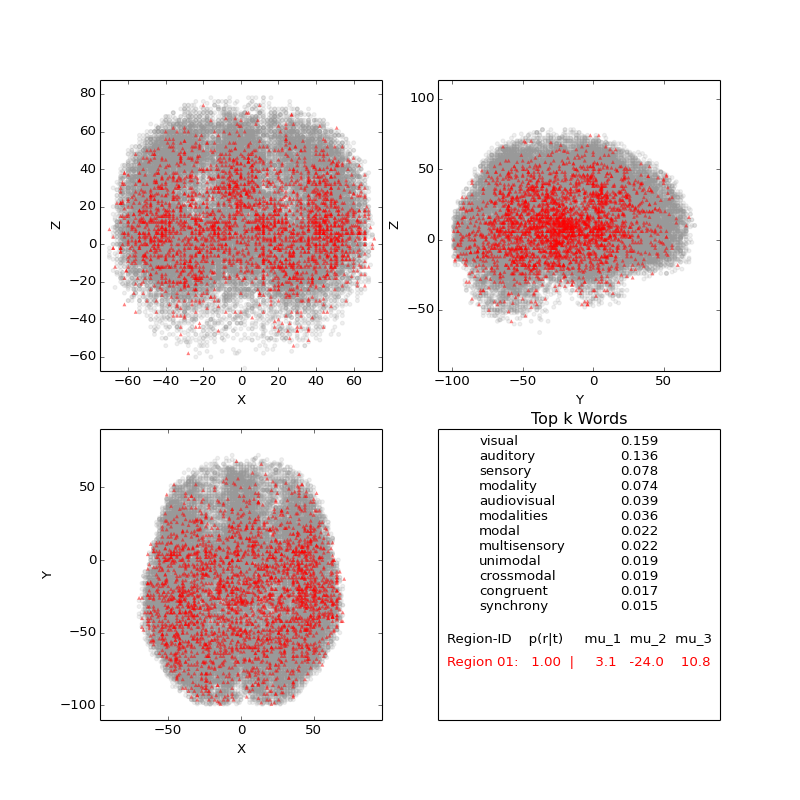 80
60
40
20
0
−20
−40
−60
Z
−60 −40 −20 0 20 40 60
X
100
50
0
−50
Z
−100 −50 0 50
Y
50
0
−50
−100
Y
−50 0 50
X
Top k Words
visual 0.159
auditory 0.136
sensory 0.078
modality 0.074
audiovisual 0.039
modalities 0.036
modal 0.022
multisensory 0.022
unimodal 0.019
crossmodal 0.019
congruent 0.017
synchrony 0.015
Region-ID p(r|t) mu_1 mu_2 mu_3
Region 01: 1.00 | 3.1 -24.0 10.8